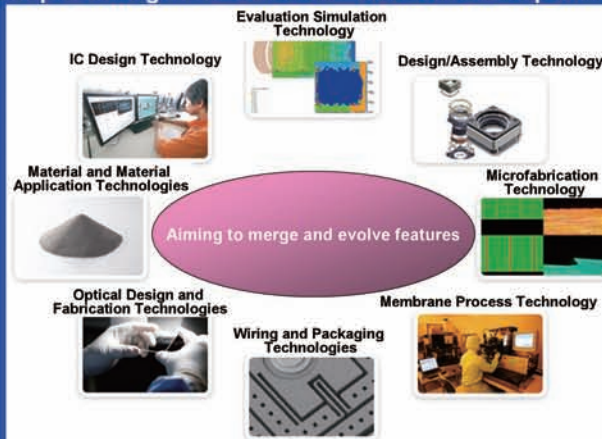 Evaluation Simulation
Technology
IC Design Technology
Design/Assembly Technology
Material and Material
Application Technologies
Microfabrication
Technology
Aiming to merge and evolve features
Optical Design and
Fabrication Technologies
Membrane Process Technology
Wiring and Packaging
Technologies